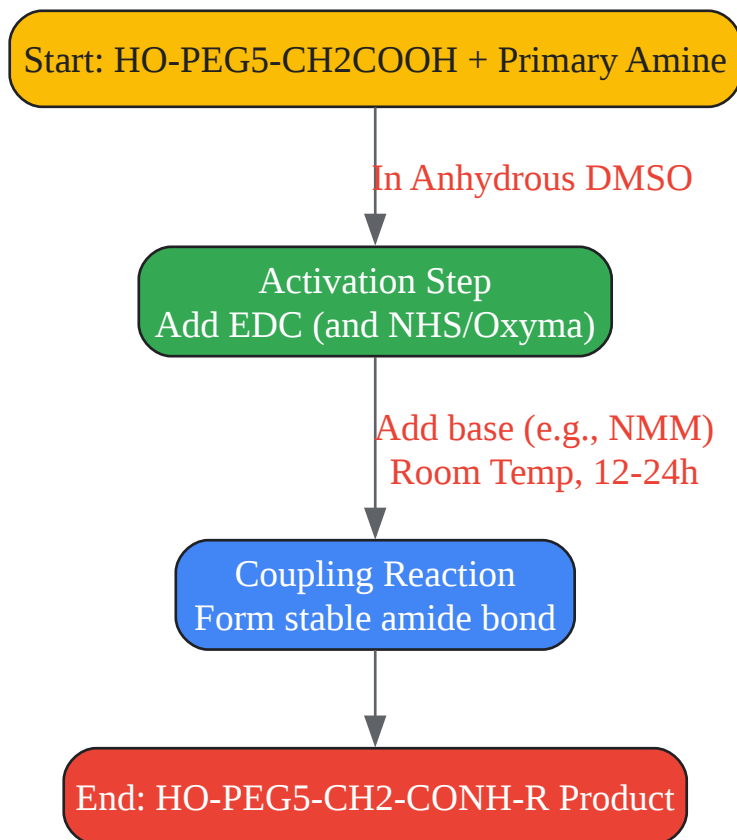 Start: HO-PEG5-CH2COOH + Primary Amine
In Anhydrous DMSO
Activation Step
Add EDC (and NHS/Oxyma)
Add base (e.g., NMM)
Room Temp, 12-24h
Coupling Reaction
Form stable amide bond
End: HO-PEG5-CH2-CONH-R Product